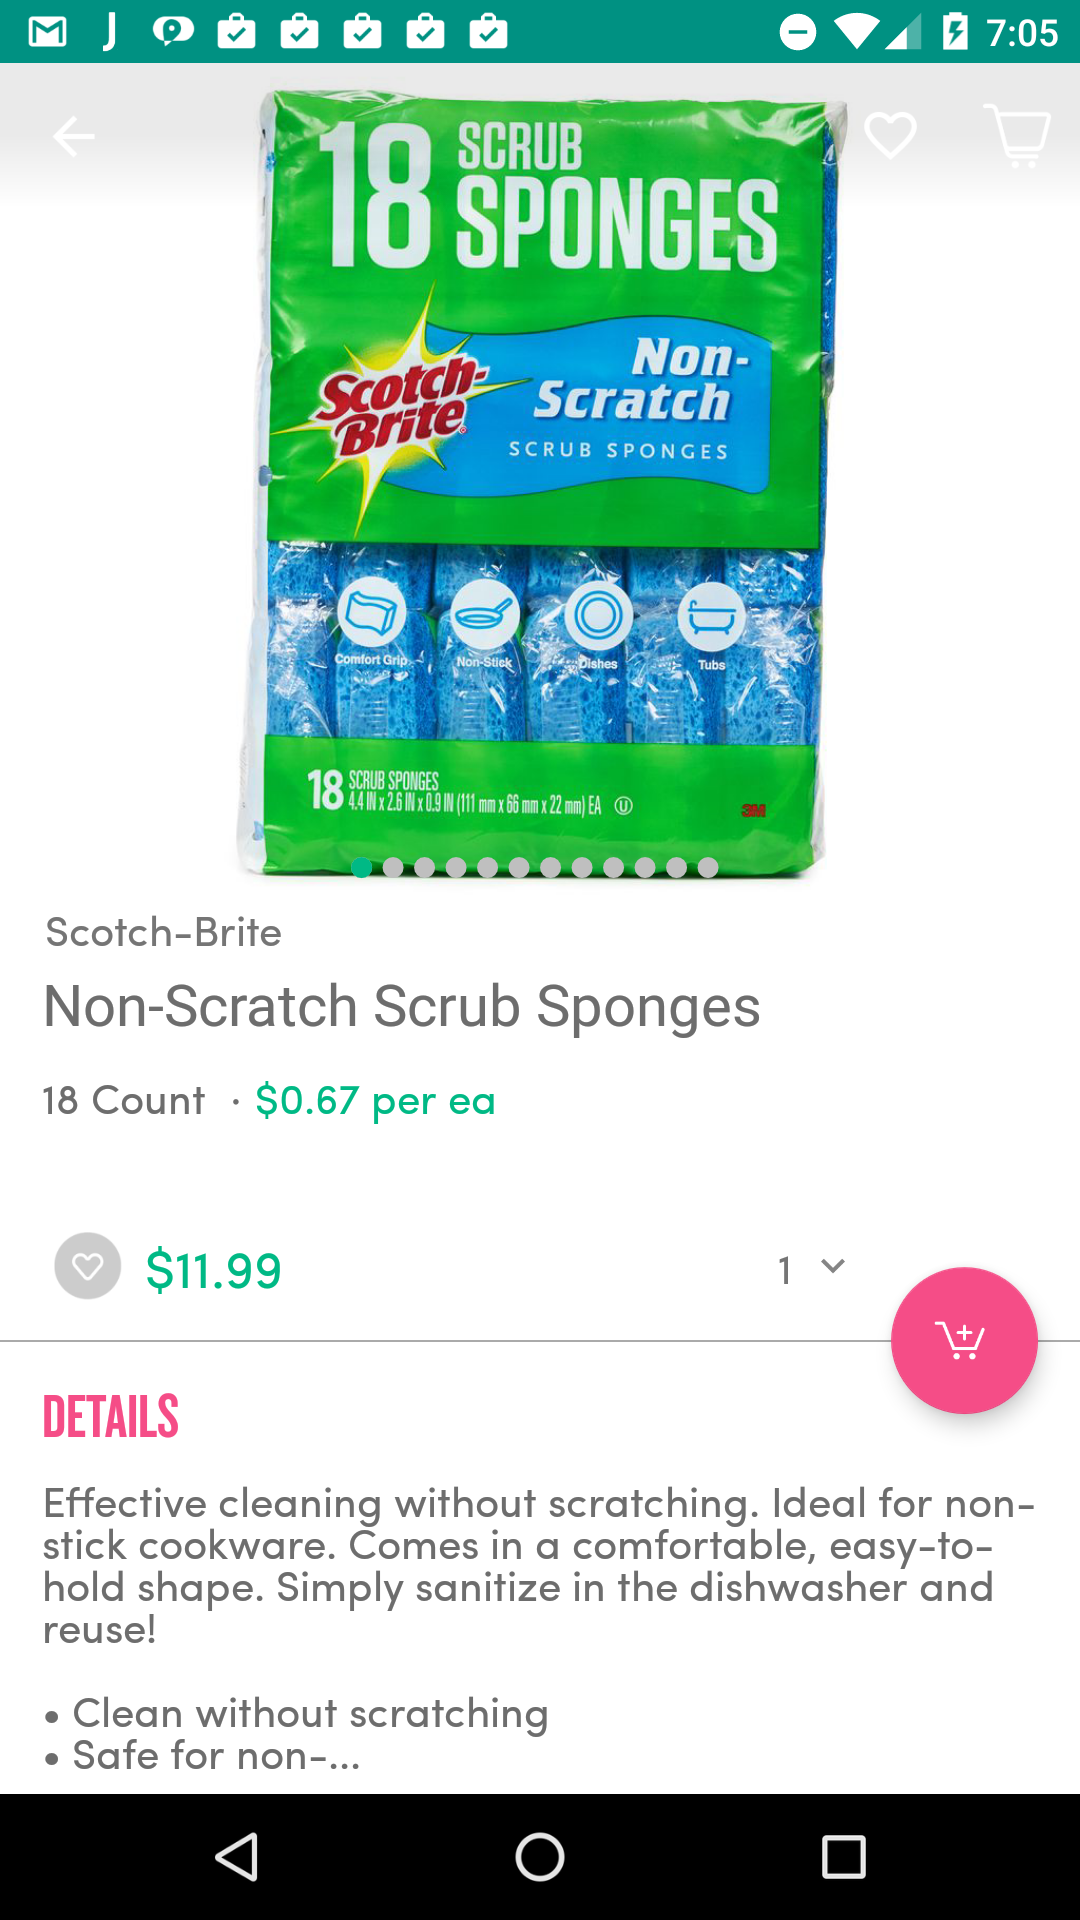 7:05
18 SCRUB
SPONGES
Non-
Scratch
SCRUB SPONGES
Scotch-
Brite
Comfort Grip
Non-Stick
Dishes
Tubs
18 SCRUB SPONGES
4.4 IN x 2.6 IN x 0.9 IN (111 mm x 66 mm x 22 mm) EA U
3M
Scotch-Brite
Non-Scratch Scrub Sponges
18 Count · $0.67 per ea
$11.99
1
DETAILS
Effective cleaning without scratching. Ideal for non-
stick cookware. Comes in a comfortable, easy-to-
hold shape. Simply sanitize in the dishwasher and
reuse!
• Clean without scratching
• Safe for non-...